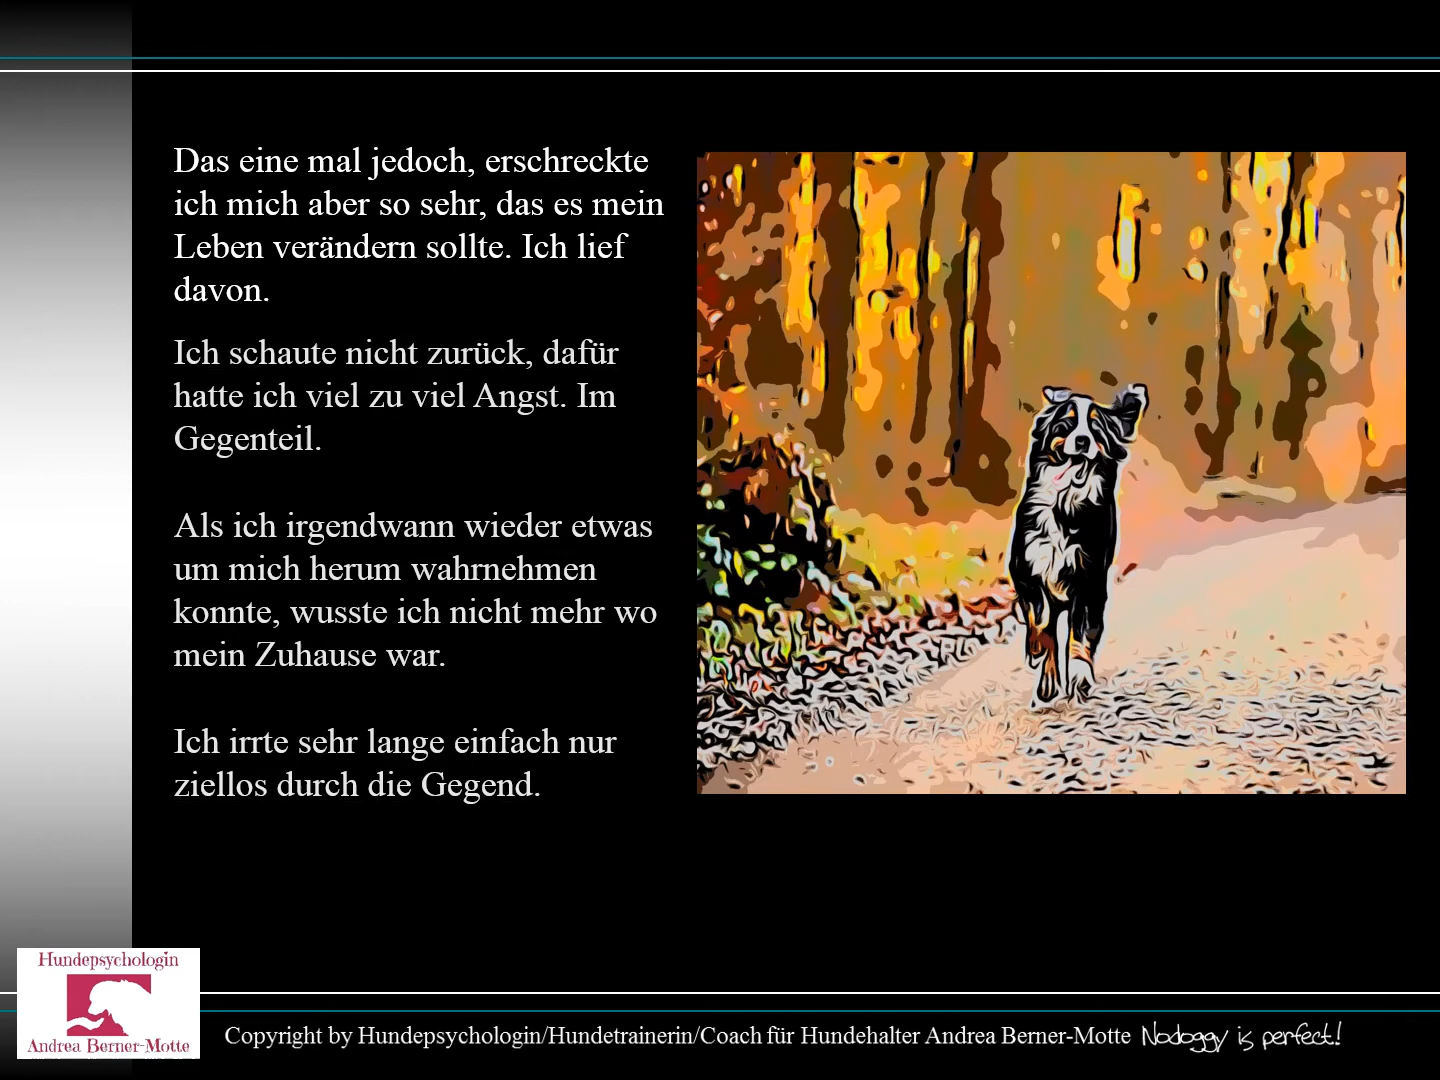 Das eine mal jedoch, erschreckte
ich mich aber so sehr, das es mein
Leben verändern sollte. Ich lief
davon.
Ich schaute nicht zurück, dafür
hatte ich viel zu viel Angst. Im
Gegenteil.
Als ich irgendwann wieder etwas
um mich herum wahrnehmen
konnte, wusste ich nicht mehr wo
mein Zuhause war.
Ich irrte sehr lange einfach nur
ziellos durch die Gegend.
Hundepsychologin
Andrea Berner-Motte
Copyright by Hundepsychologin/Hundetrainerin/Coach für Hundehalter Andrea Berner-Motte Nodoggy is perfect!